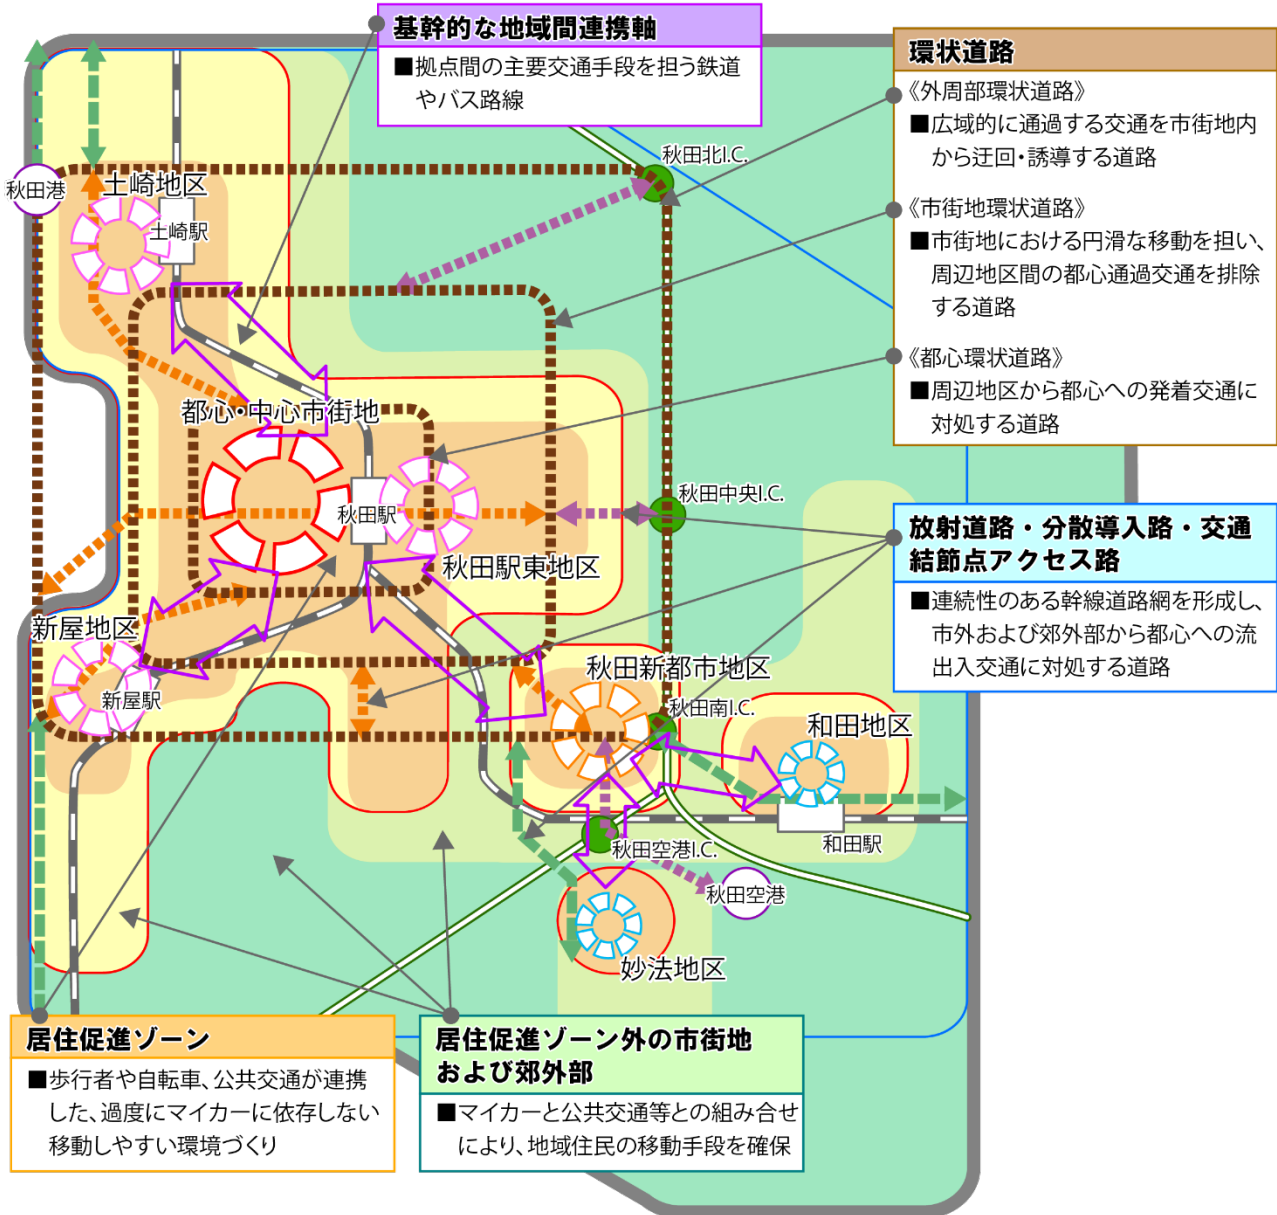 基幹的な地域間連携軸
■拠点間の主要交通手段を担う鉄道
やバス路線
環状道路
《外周部環状道路》
■広域的に通過する交通を市街地内
から迂回・誘導する道路
《市街地環状道路》
■市街地における円滑な移動を担い、
周辺地区間の都心通過交通を排除
する道路
《都心環状道路》
■周辺地区から都心への発着交通に
対処する道路
放射道路・分散導入路・交通
結節点アクセス路
■連続性のある幹線道路網を形成し、
市外および郊外部から都心への流
出入交通に対処する道路
秋田港
土崎地区
土崎駅
秋田北I.C.
都心・中心市街地
秋田駅
秋田中央I.C.
秋田駅東地区
新屋地区
新屋駅
秋田新都市地区
秋田南I.C.
和田地区
和田駅
秋田空港I.C.
秋田空港
妙法地区
居住促進ゾーン
■歩行者や自転車、公共交通が連携
した、過度にマイカーに依存しない
移動しやすい環境づくり
居住促進ゾーン外の市街地
および郊外部
■マイカーと公共交通等との組み合せ
により、地域住民の移動手段を確保